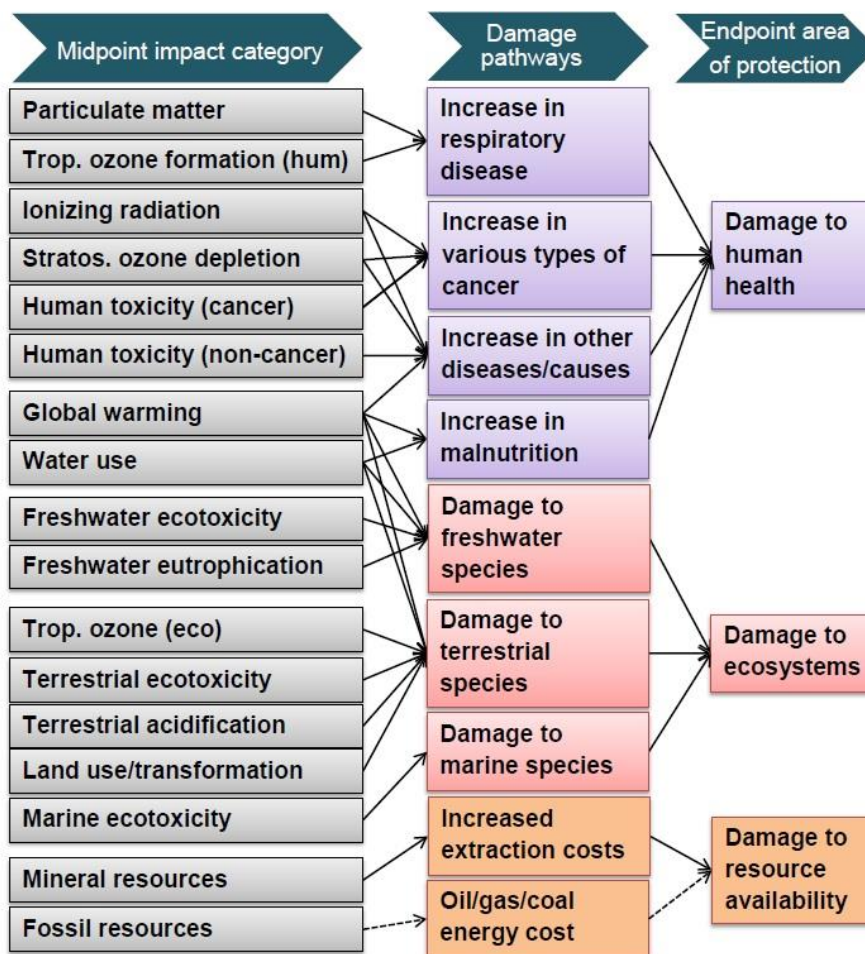 Midpoint impact category
Damage
pathways
Endpoint area
of protection
Particulate matter
Trop. ozone formation (hum)
Ionizing radiation
Stratos. ozone depletion
Human toxicity (cancer)
Human toxicity (non-cancer)
Global warming
Water use
Freshwater ecotoxicity
Freshwater eutrophication
Trop. ozone (eco)
Terrestrial ecotoxicity
Terrestrial acidification
Land use/transformation
Marine ecotoxicity
Mineral resources
Fossil resources
Increase in
respiratory
disease
Increase in
various types of
cancer
Increase in other
diseases/causes
Increase in
malnutrition
Damage to
freshwater
species
Damage to
terrestrial
species
Damage to
marine species
Increased
extraction costs
Oil/gas/coal
energy cost
Damage to
human
health
Damage to
ecosystems
Damage to
resource
availability